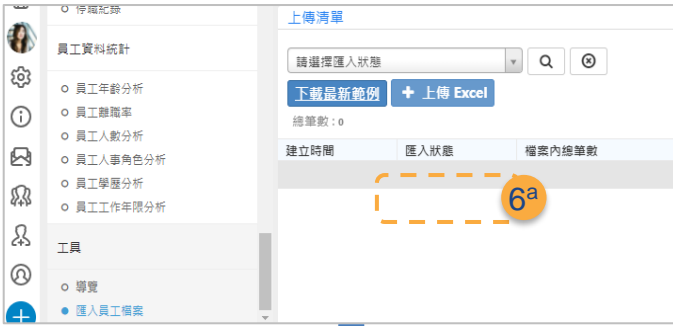 停職紀錄
員工資料統計
員工年齡分析
員工離職率
員工人數分析
員工人事角色分析
員工學歷分析
員工工作年限分析
工具
導覽
匯入員工檔案
上傳清單
請選擇匯入狀態
下載最新範例 + 上傳 Excel
總筆數：0
建立時間 匯入狀態 檔案內總筆數
6a